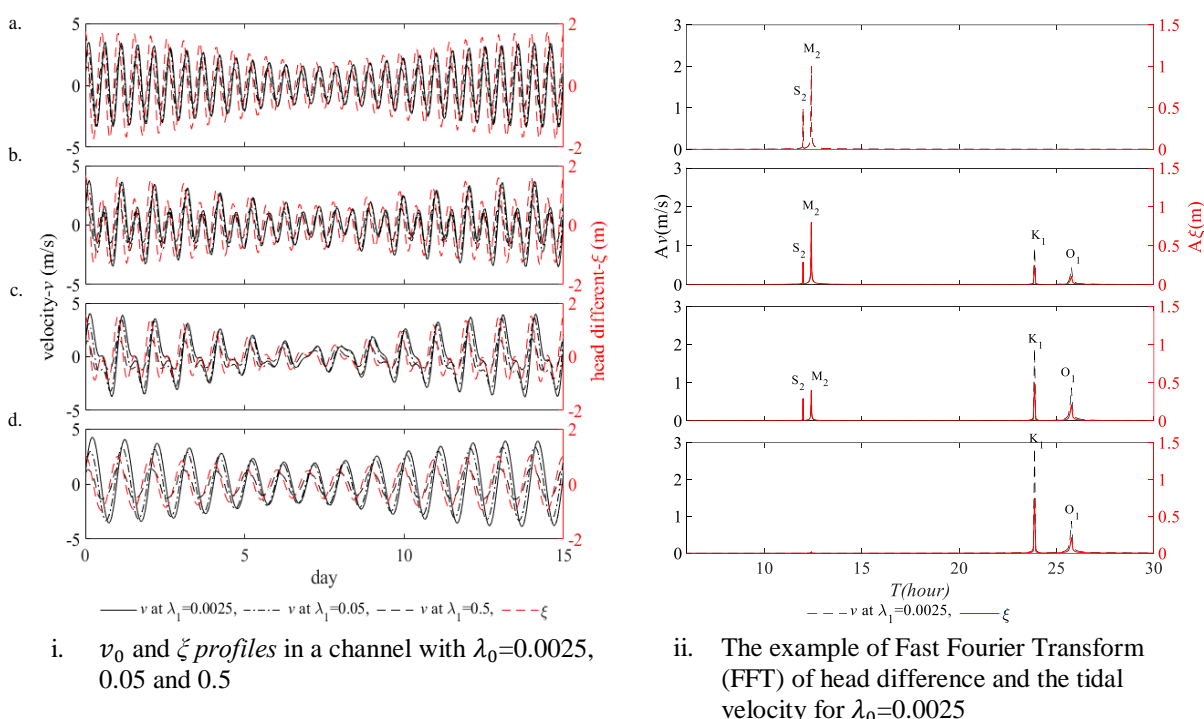 a.
5
0
-5
2
0
-2
b.
5
0
-5
2
0
-2
c.
5
0
-5
2
0
-2
d.
5
0
-5
2
0
-2
velocity-v (m/s)
head different-ξ (m)
0 5 10 15
day
v at λ1=0.0025, v at λ1=0.05, v at λ1=0.5, ξ
i. v₀ and ξ profiles in a channel with λ₀=0.0025,
0.05 and 0.5
3
2
1
0
S2
M2
1.5
1
0.5
0
3
2
1
0
S2
M2
K1
O1
1.5
1
0.5
0
3
2
1
0
S2
M2
K1
O1
1.5
1
0.5
0
3
2
1
0
K1
O1
1.5
1
0.5
0
Av(m/s)
Aξ(m)
10 15 20 25 30
T(hour)
v at λ1=0.0025, ξ
ii. The example of Fast Fourier Transform
(FFT) of head difference and the tidal
velocity for λ₀=0.0025